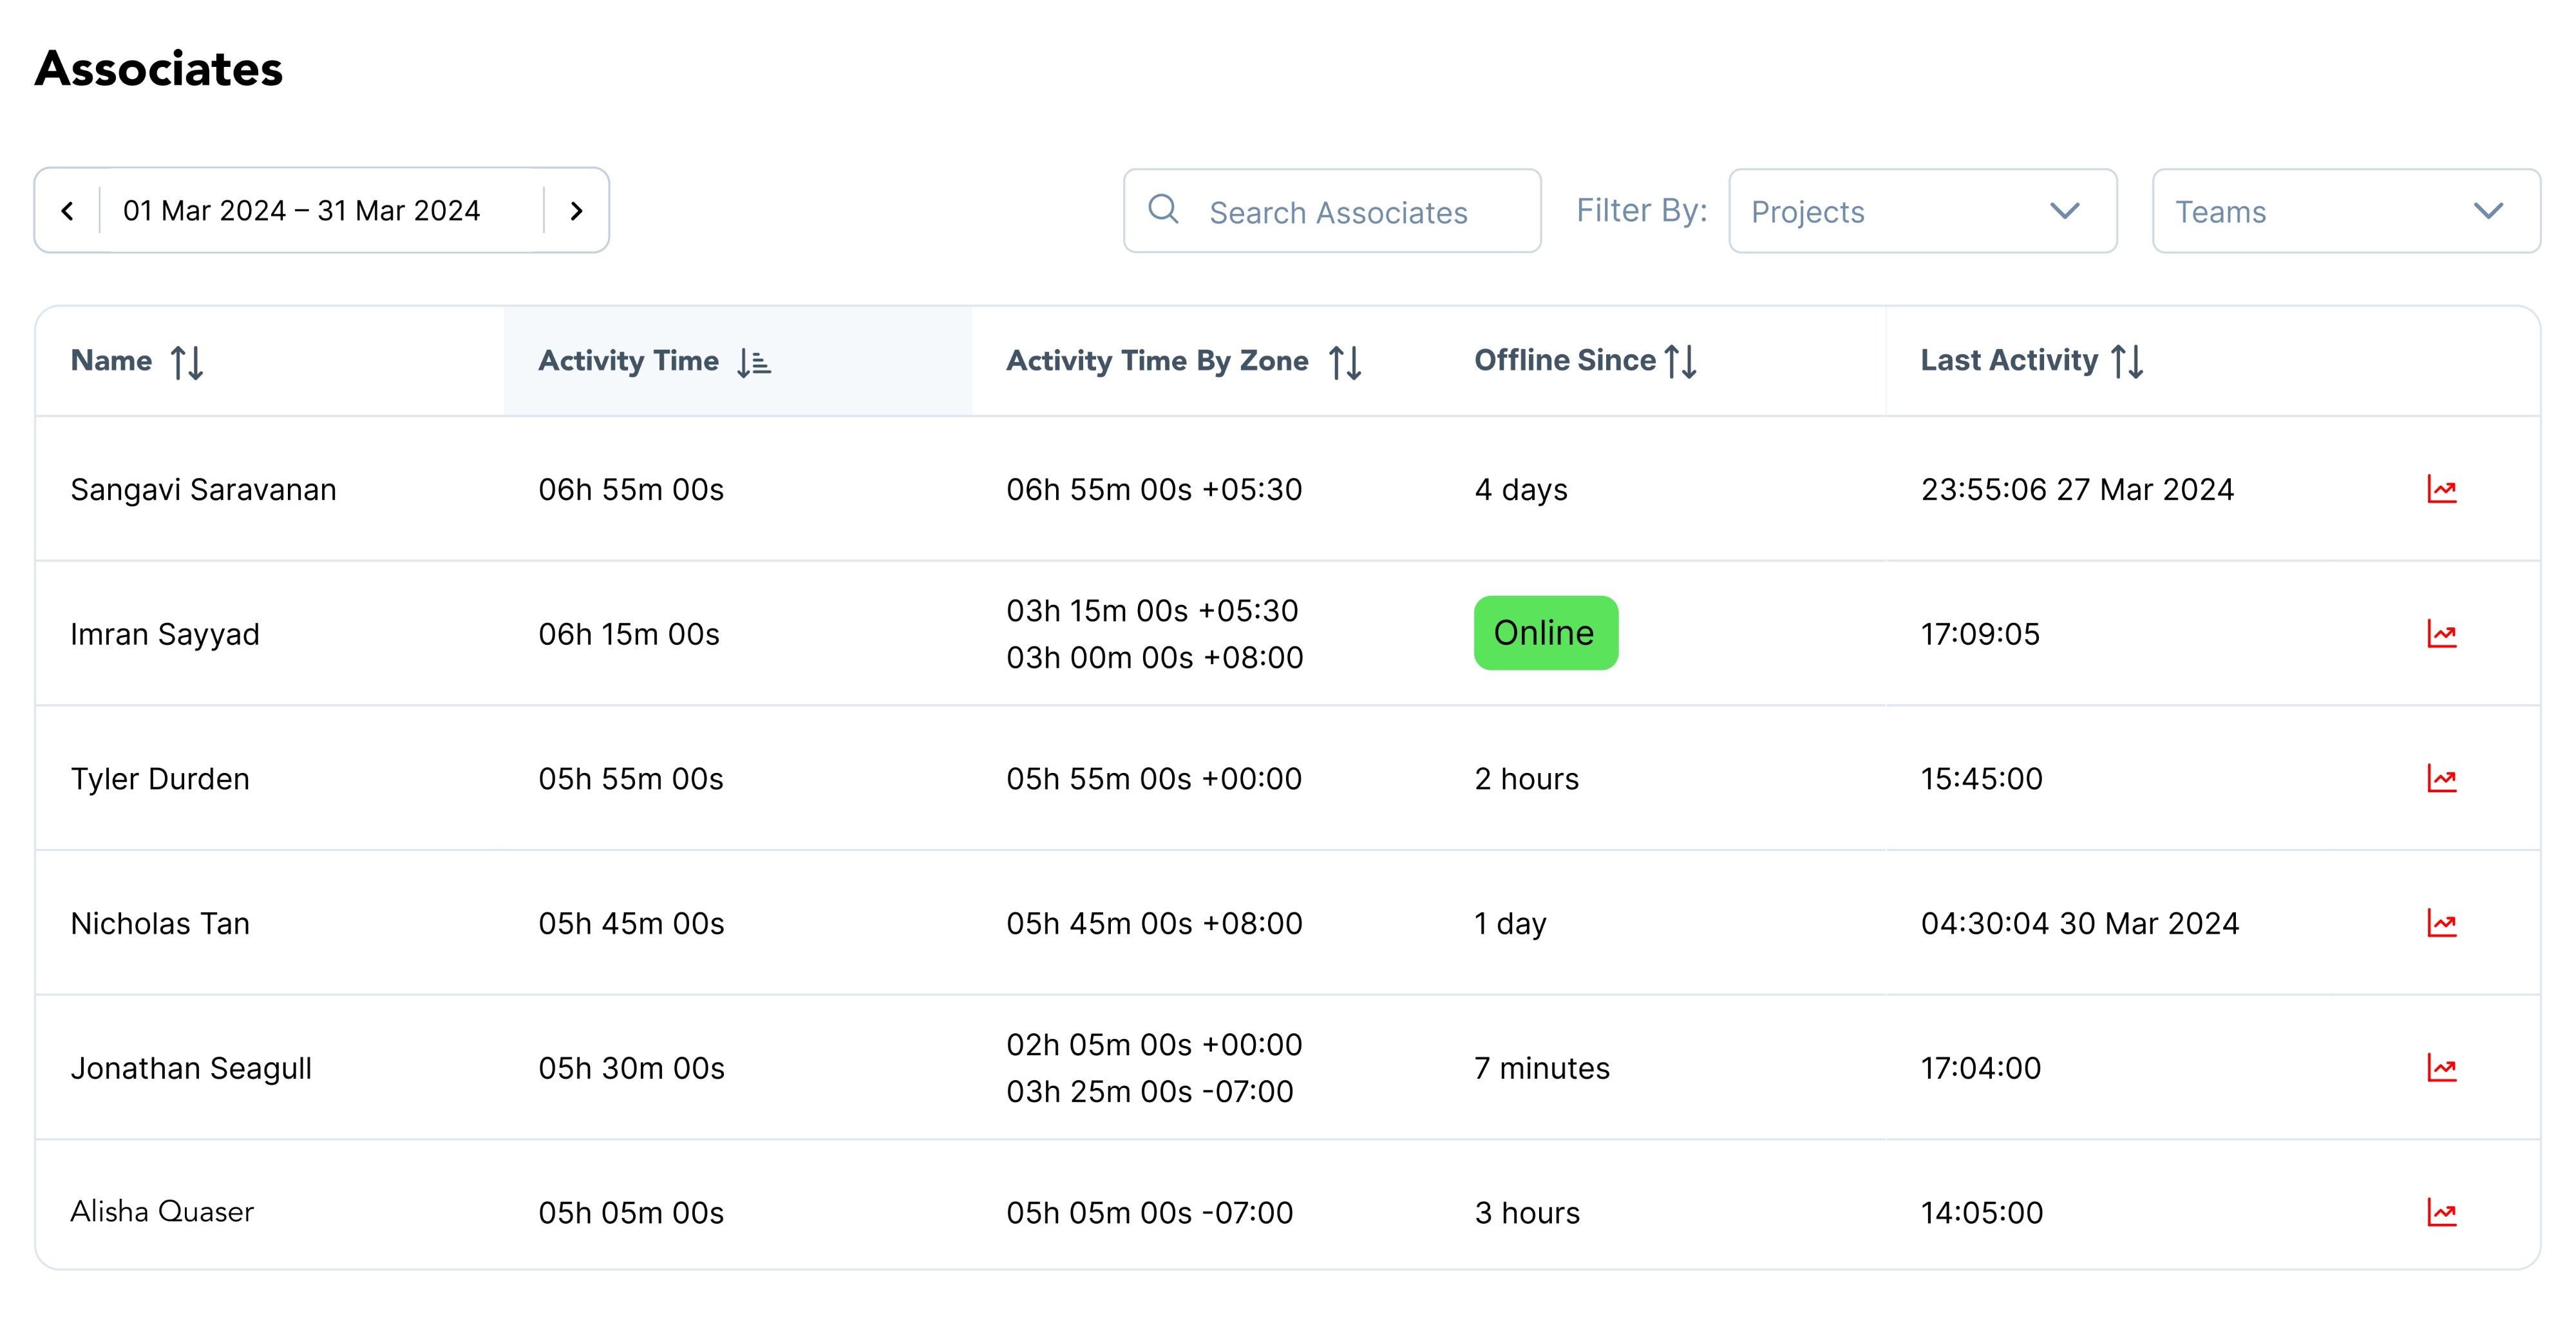 Associates
01 Mar 2024 – 31 Mar 2024
Search Associates
Filter By:
Projects
Teams
Name
Activity Time
Activity Time By Zone
Offline Since
Last Activity
Sangavi Saravanan
06h 55m 00s
06h 55m 00s +05:30
4 days
23:55:06 27 Mar 2024
Imran Sayyad
06h 15m 00s
03h 15m 00s +05:30
03h 00m 00s +08:00
Online
17:09:05
Tyler Durden
05h 55m 00s
05h 55m 00s +00:00
2 hours
15:45:00
Nicholas Tan
05h 45m 00s
05h 45m 00s +08:00
1 day
04:30:04 30 Mar 2024
Jonathan Seagull
05h 30m 00s
02h 05m 00s +00:00
03h 25m 00s -07:00
7 minutes
17:04:00
Alisha Quaser
05h 05m 00s
05h 05m 00s -07:00
3 hours
14:05:00